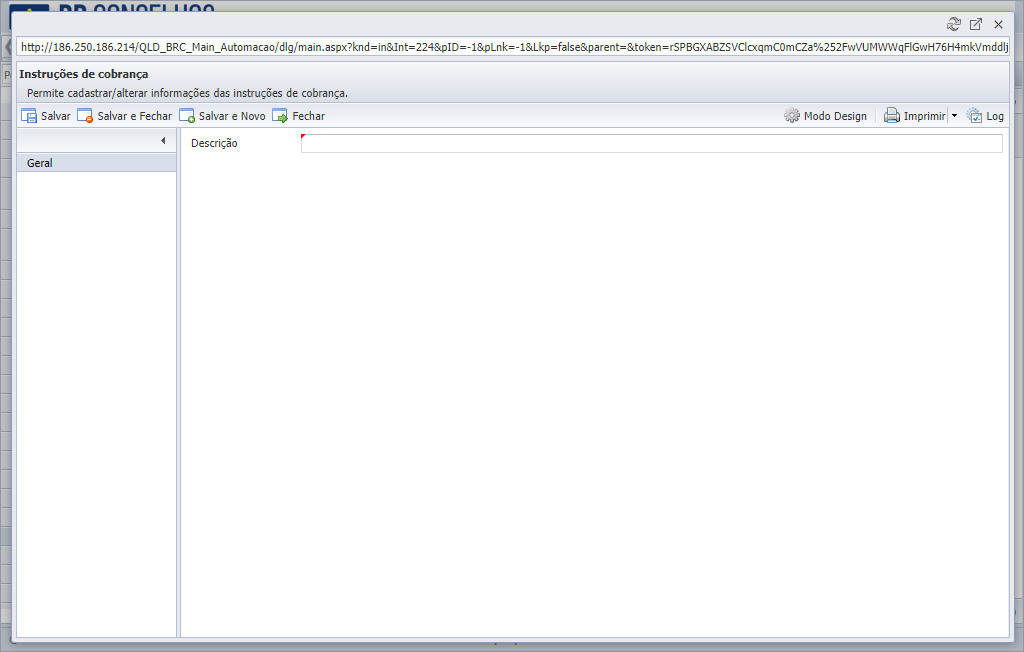 http://186.250.186.214/QLD_BRC_Main_Automacao/dlg/main.aspx?knd=in&Int=224&pID=-1&pLnk=-1&Lkp=false&parent=&token=rSPBGXABZSVClcxqmC0mCZa%252FwVUMWWqFlGwH76H4mkVmddlj
Instruções de cobrança
Permite cadastrar/alterar informações das instruções de cobrança.
Salvar Salvar e Fechar Salvar e Novo Fechar Modo Design Imprimir Log
Descrição
Geral